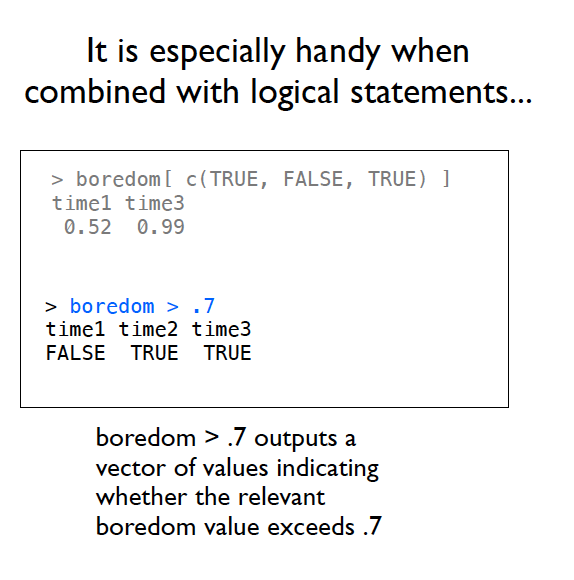 It is especially handy when
combined with logical statements...
> boredom[ c(TRUE, FALSE, TRUE) ]
time1 time3
0.52 0.99
> boredom > .7
time1 time2 time3
FALSE TRUE TRUE
boredom > .7 outputs a
vector of values indicating
whether the relevant
boredom value exceeds .7